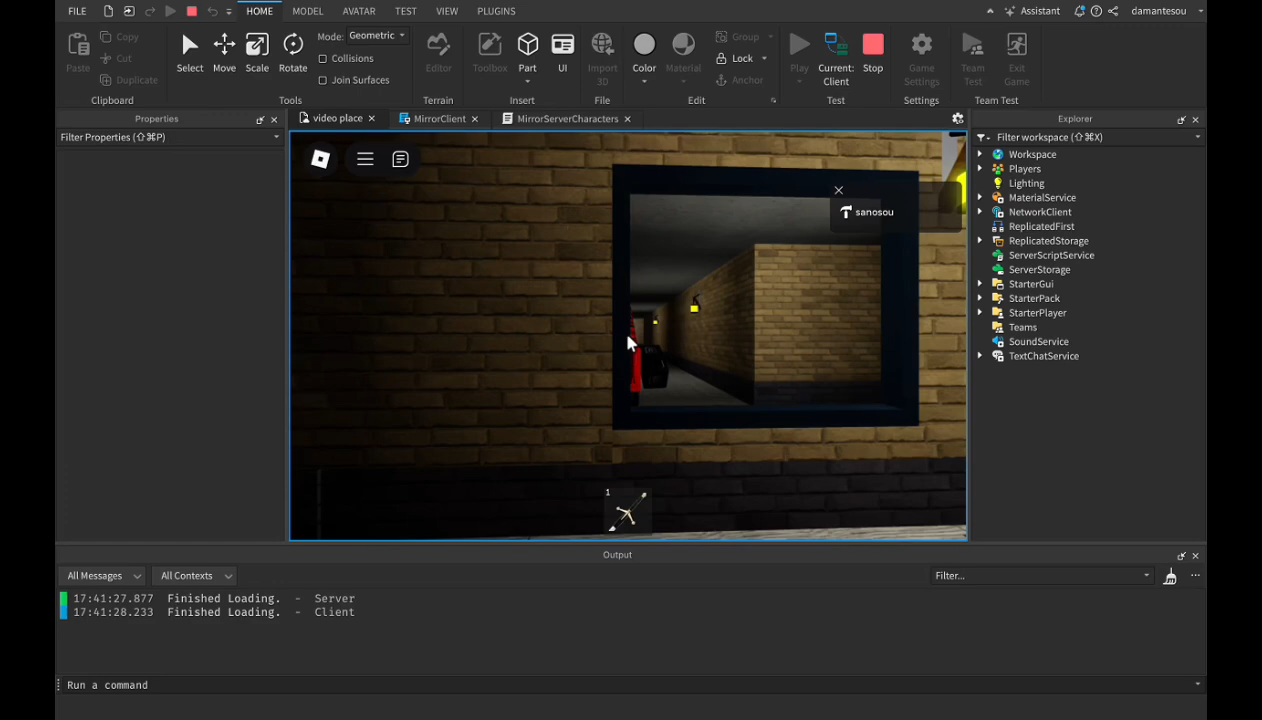 FILE HOME MODEL AVATAR TEST VIEW PLUGINS Assistant damantesou
Paste Copy Cut Duplicate Select Move Scale Rotate Mode: Geometric Collisions Join Surfaces Editor Toolbox Part UI Import 3D Color Material Group Lock Anchor Play Current: Client Stop Game Settings Team Test Exit Game
Clipboard Tools Terrain Insert File Edit Test Settings Team Test
Properties
Filter Properties (⇧⌘P)
video place MirrorClient MirrorServerCharacters
sanosou
1
Explorer
Filter workspace (⇧⌘X)
Workspace
Players
Lighting
MaterialService
NetworkClient
ReplicatedFirst
ReplicatedStorage
ServerScriptService
ServerStorage
StarterGui
StarterPack
StarterPlayer
Teams
SoundService
TextChatService
Output
All Messages All Contexts Filter... ...
17:41:27.877 Finished Loading. - Server
17:41:28.233 Finished Loading. - Client
Run a command